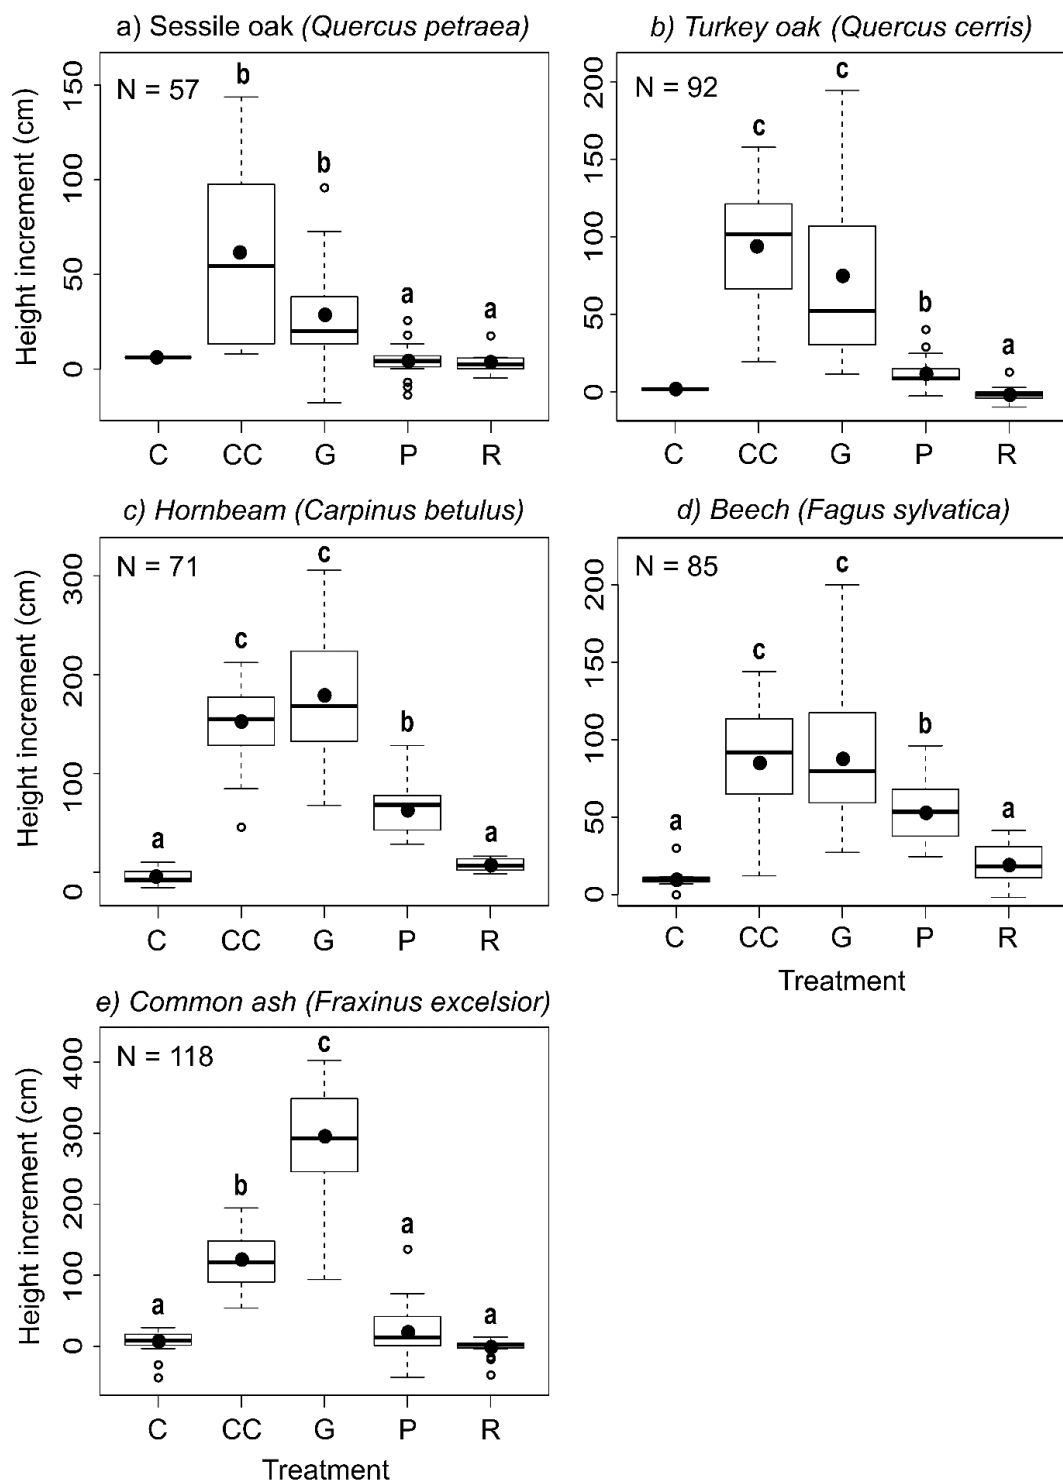 a) Sessile oak (Quercus petraea)
N = 57
Height increment (cm)
150
100
50
0
b
b
a
a
C CC G P R
b) Turkey oak (Quercus cerris)
N = 92
200
150
100
50
0
c
c
b
a
C CC G P R
c) Hornbeam (Carpinus betulus)
N = 71
Height increment (cm)
300
200
100
0
a
c
c
b
a
C CC G P R
d) Beech (Fagus sylvatica)
N = 85
200
150
100
50
0
a
c
c
b
a
C CC G P R
Treatment
e) Common ash (Fraxinus excelsior)
N = 118
Height increment (cm)
400
300
200
100
0
a
b
c
a
a
C CC G P R
Treatment